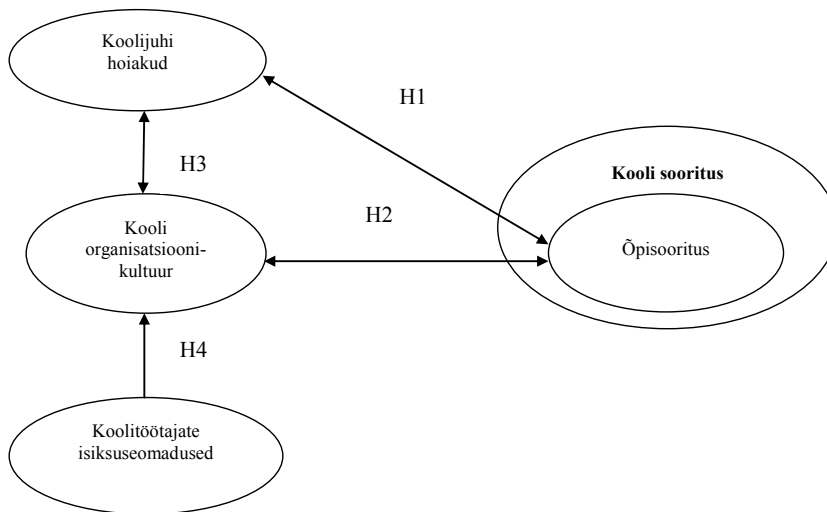 Koolijuhi
hoiakud
H1
H3
Kooli sooritus
Kooli
organisatsiooni-
kultuur
H2
Õpisooritus
H4
Koolitöötajate
isiksuseomadused